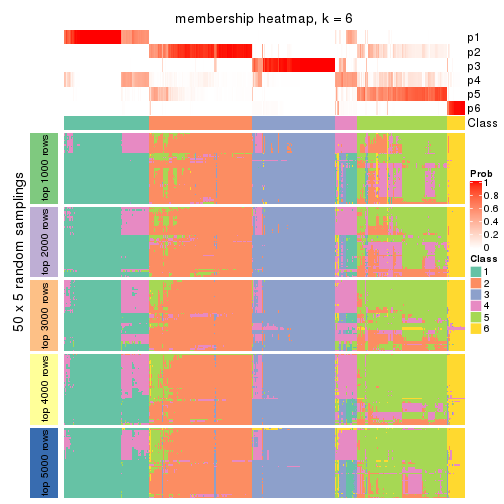 membership heatmap, k = 6
p1
p2
p3
p4
p5
p6
Class
50 x 5 random samplings
top 1000 rows
top 2000 rows
top 3000 rows
top 4000 rows
top 5000 rows
Prob
1
0.8
0.6
0.4
0.2
0
Class
1
2
3
4
5
6